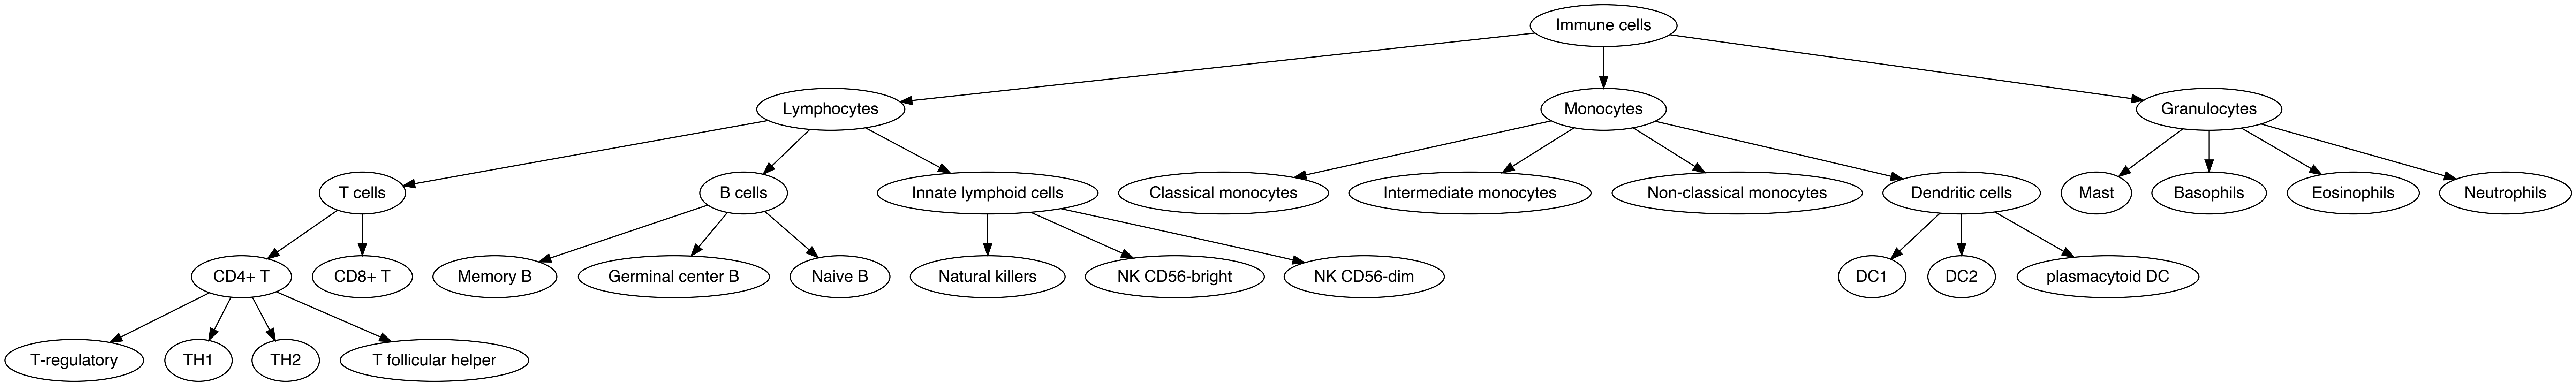 Immune cells
Lymphocytes
Monocytes
Granulocytes
T cells
B cells
Innate lymphoid cells
Classical monocytes
Intermediate monocytes
Non-classical monocytes
Dendritic cells
Mast
Basophils
Eosinophils
Neutrophils
CD4+ T
CD8+ T
Memory B
Germinal center B
Naive B
Natural killers
NK CD56-bright
NK CD56-dim
DC1
DC2
plasmacytoid DC
T-regulatory
TH1
TH2
T follicular helper